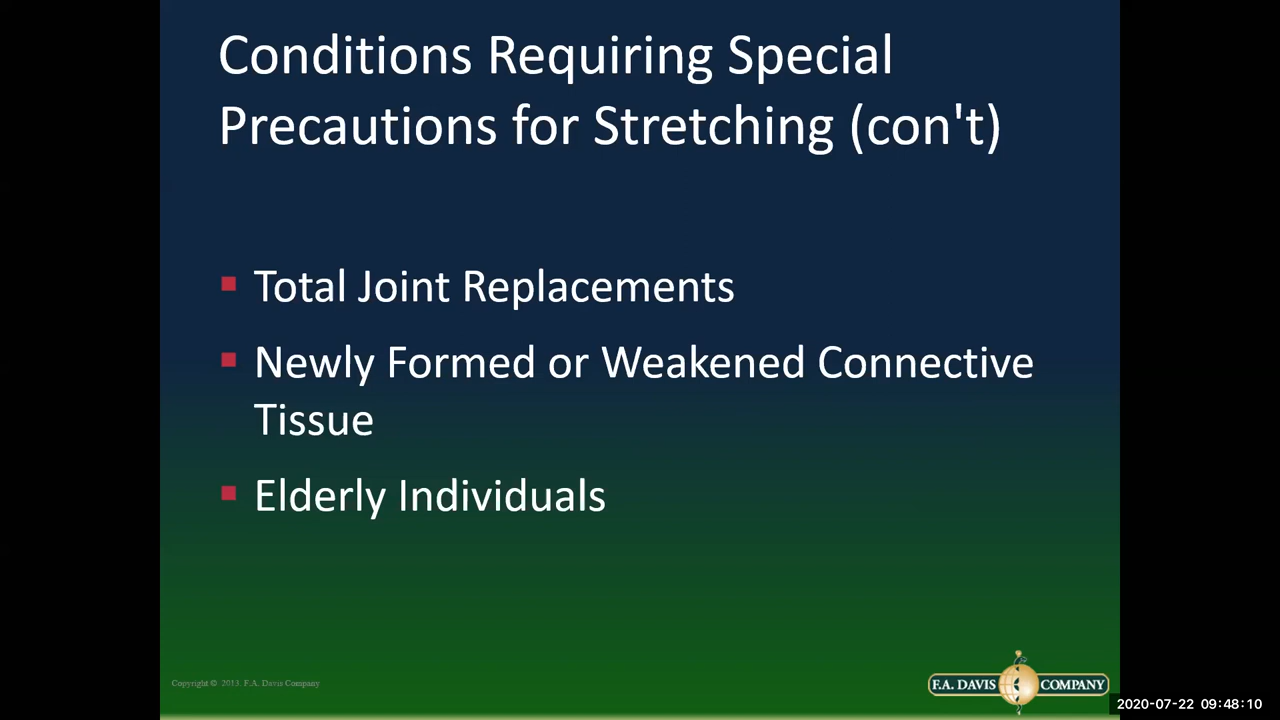 Conditions Requiring Special
Precautions for Stretching (con't)
Total Joint Replacements
Newly Formed or Weakened Connective
Tissue
Elderly Individuals
Copyright © 2013. F.A. Davis Company
F.A. DAVIS COMPANY
2020-07-22 09:48:10